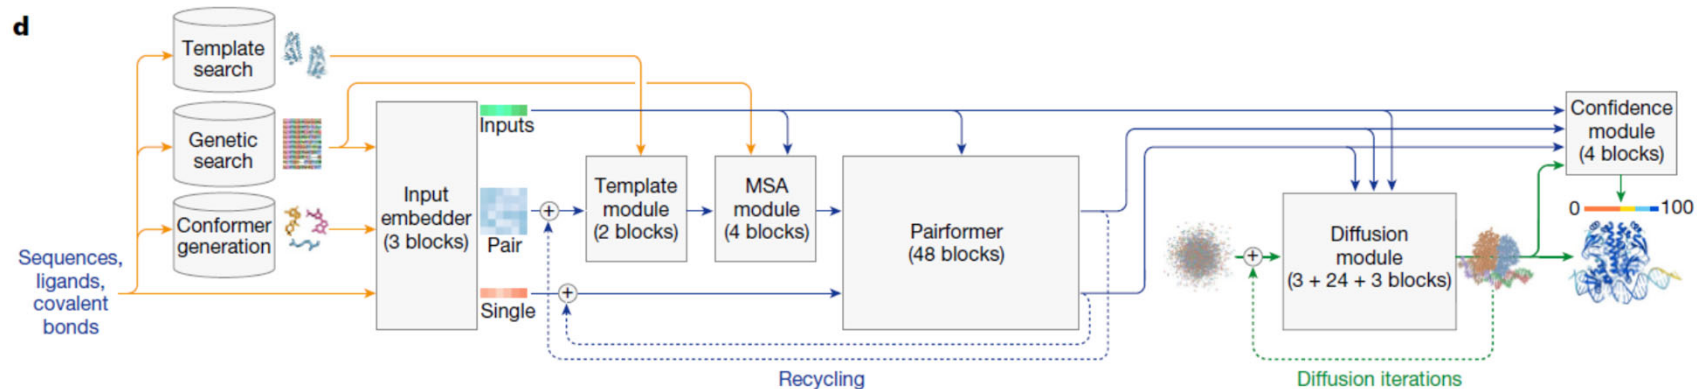 d
Template
search
Genetic
search
Conformer
generation
Sequences,
ligands,
covalent
bonds
Input
embedder
(3 blocks)
Inputs
Pair
Single
+
+
Template
module
(2 blocks)
MSA
module
(4 blocks)
Pairformer
(48 blocks)
Recycling
+
Diffusion
module
(3 + 24 + 3 blocks)
Diffusion iterations
Confidence
module
(4 blocks)
0 100